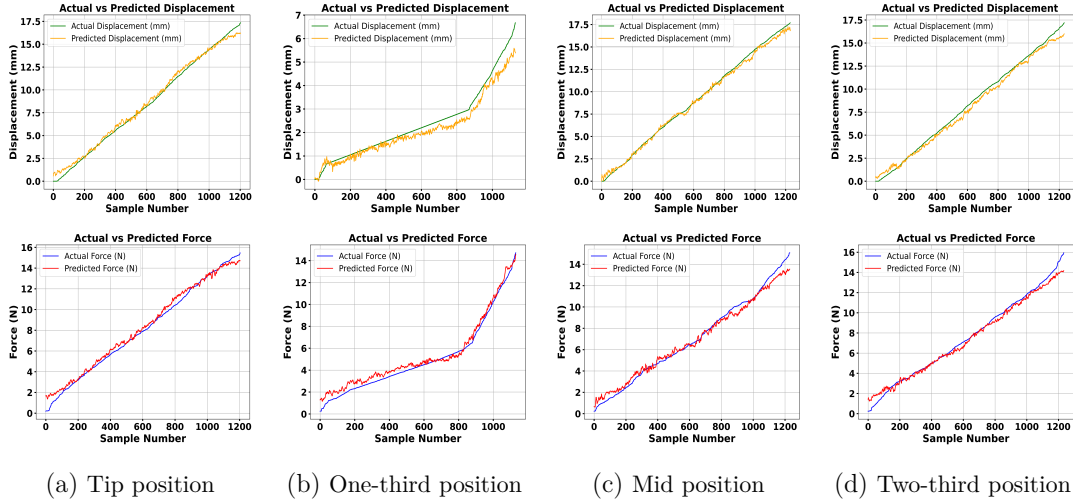 Actual vs Predicted Displacement
Actual Displacement (mm)
Predicted Displacement (mm)
Displacement (mm)
17.5
15.0
12.5
10.0
7.5
5.0
2.5
0.0
0 200 400 600 800 1000 1200
Sample Number
Actual vs Predicted Displacement
Actual Displacement (mm)
Predicted Displacement (mm)
Displacement (mm)
7
6
5
4
3
2
1
0
0 200 400 600 800 1000
Sample Number
Actual vs Predicted Displacement
Actual Displacement (mm)
Predicted Displacement (mm)
Displacement (mm)
17.5
15.0
12.5
10.0
7.5
5.0
2.5
0.0
0 200 400 600 800 1000 1200
Sample Number
Actual vs Predicted Displacement
Actual Displacement (mm)
Predicted Displacement (mm)
Displacement (mm)
17.5
15.0
12.5
10.0
7.5
5.0
2.5
0.0
0 200 400 600 800 1000 1200
Sample Number
Actual vs Predicted Force
Actual Force (N)
Predicted Force (N)
Force (N)
16
14
12
10
8
6
4
2
0
0 200 400 600 800 1000 1200
Sample Number
Actual vs Predicted Force
Actual Force (N)
Predicted Force (N)
Force (N)
14
12
10
8
6
4
2
0
0 200 400 600 800 1000
Sample Number
Actual vs Predicted Force
Actual Force (N)
Predicted Force (N)
Force (N)
14
12
10
8
6
4
2
0
0 200 400 600 800 1000 1200
Sample Number
Actual vs Predicted Force
Actual Force (N)
Predicted Force (N)
Force (N)
16
14
12
10
8
6
4
2
0
0 200 400 600 800 1000 1200
Sample Number
(a) Tip position
(b) One-third position
(c) Mid position
(d) Two-third position